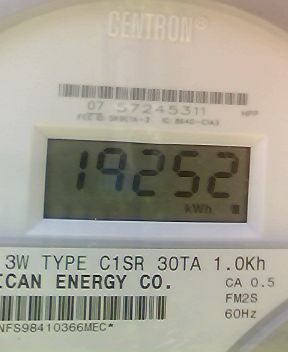 CENTRON®
07 57245311 MPP
19252
kWh
3W TYPE C1SR 30TA 1.0Kh
ICAN ENERGY CO. CA 0.5
FM2S
NFS98410366MEC* 60Hz